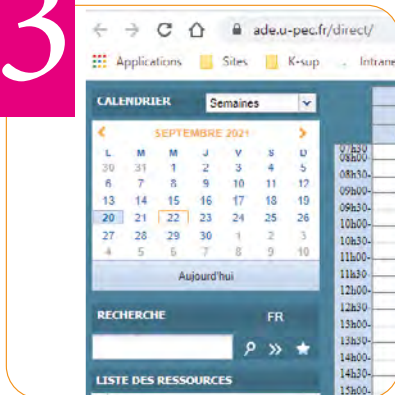 3
ade.u-pec.fr/direct/
Applications Sites K-sup Intrane
CALENDRIER Semaines
SEPTEMBRE 2021
L M M J V S D
30 31 1 2 3 4 5
6 7 8 9 10 11 12
13 14 15 16 17 18 19
20 21 22 23 24 25 26
27 28 29 30 1 2 3
4 5 6 7 8 9 10
Aujourd'hui
RECHERCHE FR
LISTE DES RESSOURCES
07h30
08h00
08h30
09h00
09h30
10h00
10h30
11h00
11h30
12h00
12h30
13h00
13h30
14h00
14h30
15h00